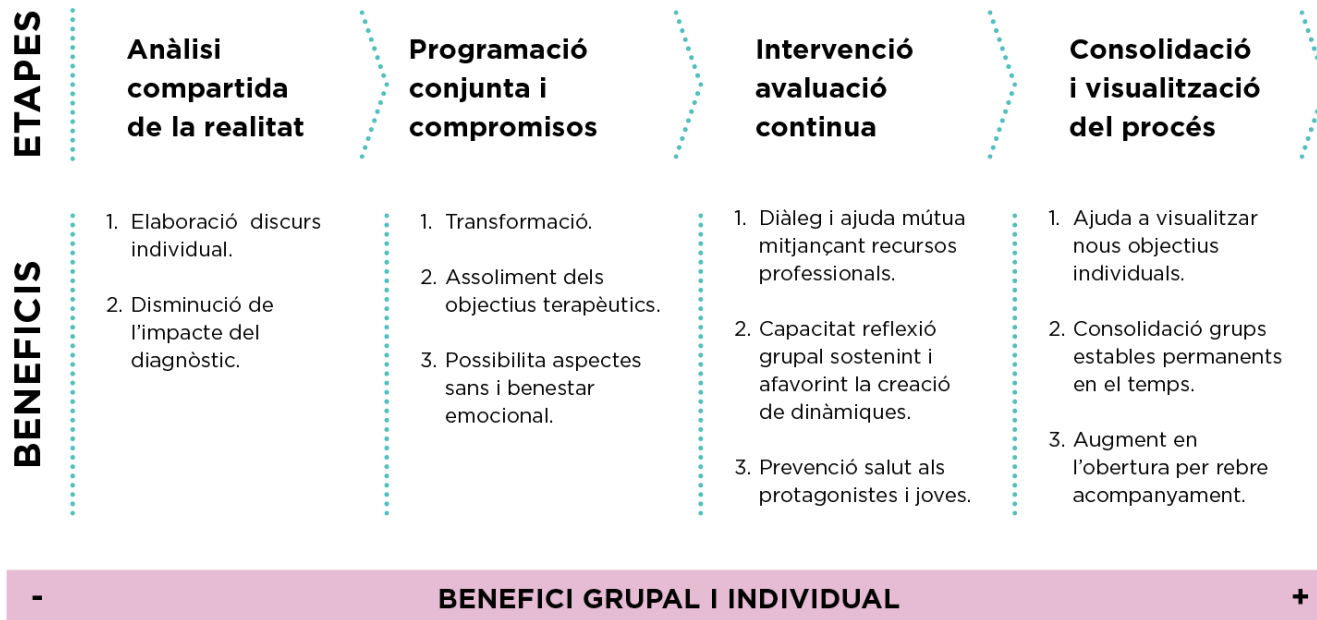 ETAPES
Anàlisi
compartida
de la realitat
Programació
conjunta i
compromisos
Intervenció
avaluació
continua
Consolidació
i visualització
del procés
BENEFICIS
1. Elaboració discurs
individual.
2. Disminució de
l'impacte del
diagnòstic.
1. Transformació.
2. Assoliment dels
objectius terapèutics.
3. Possibilita aspectes
sans i benestar
emocional.
1. Diàleg i ajuda mútua
mitjançant recursos
professionals.
2. Capacitat reflexió
grupal sostenint i
afavorint la creació
de dinàmiques.
3. Prevenció salut als
protagonistes i joves.
1. Ajuda a visualitzar
nous objectius
individuals.
2. Consolidació grups
estables permanents
en el temps.
3. Augment en
l'obertura per rebre
acompanyament.
- BENEFICI GRUPAL I INDIVIDUAL +